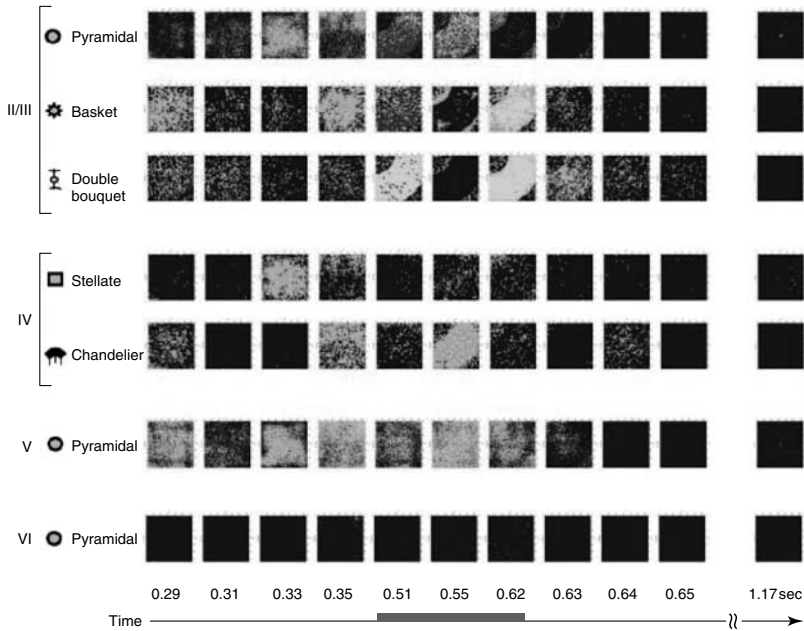 Pyramidal
II/III
Basket
Double
bouquet
Stellate
IV
Chandelier
V
Pyramidal
VI
Pyramidal
0.29 0.31 0.33 0.35 0.51 0.55 0.62 0.63 0.64 0.65 1.17 sec
Time